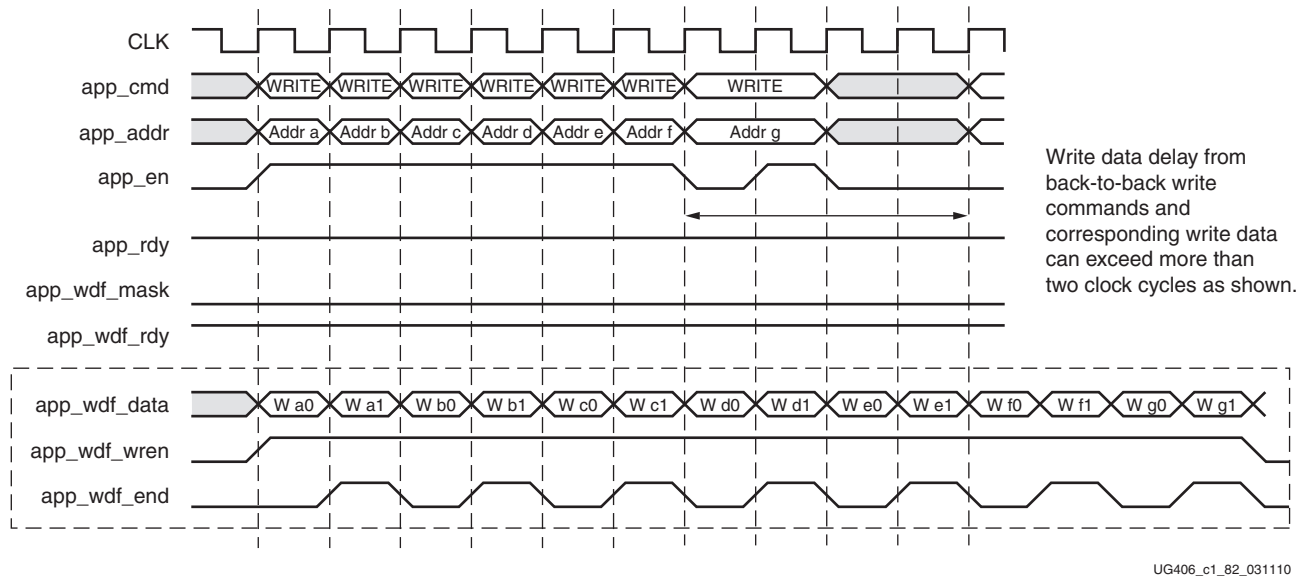 CLK
app_cmd WRITE WRITE WRITE WRITE WRITE WRITE WRITE
app_addr Addr a Addr b Addr c Addr d Addr e Addr f Addr g
app_en
Write data delay from
back-to-back write
commands and
corresponding write data
can exceed more than
two clock cycles as shown.
app_rdy
app_wdf_mask
app_wdf_rdy
app_wdf_data W a0 W a1 W b0 W b1 W c0 W c1 W d0 W d1 W e0 W e1 W f0 W f1 W g0 W g1
app_wdf_wren
app_wdf_end
UG406_c1_82_031110